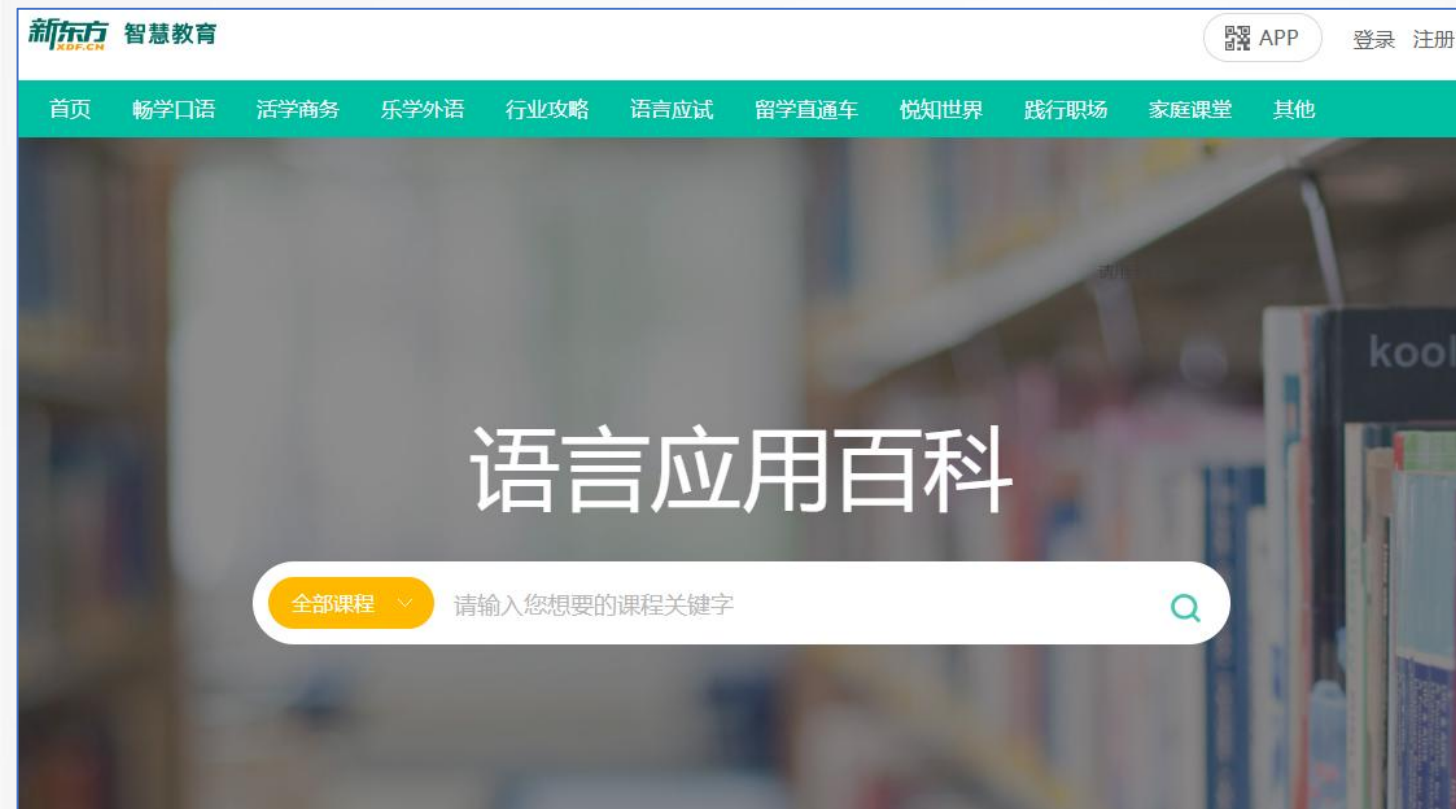 新东方 智慧教育
XDF.CN
APP 登录 注册
首页 畅学口语 活学商务 乐学外语 行业攻略 语言应试 留学直通车 悦知世界 践行职场 家庭课堂 其他
kool
语言应用百科
全部课程 请输入您想要的课程关键字